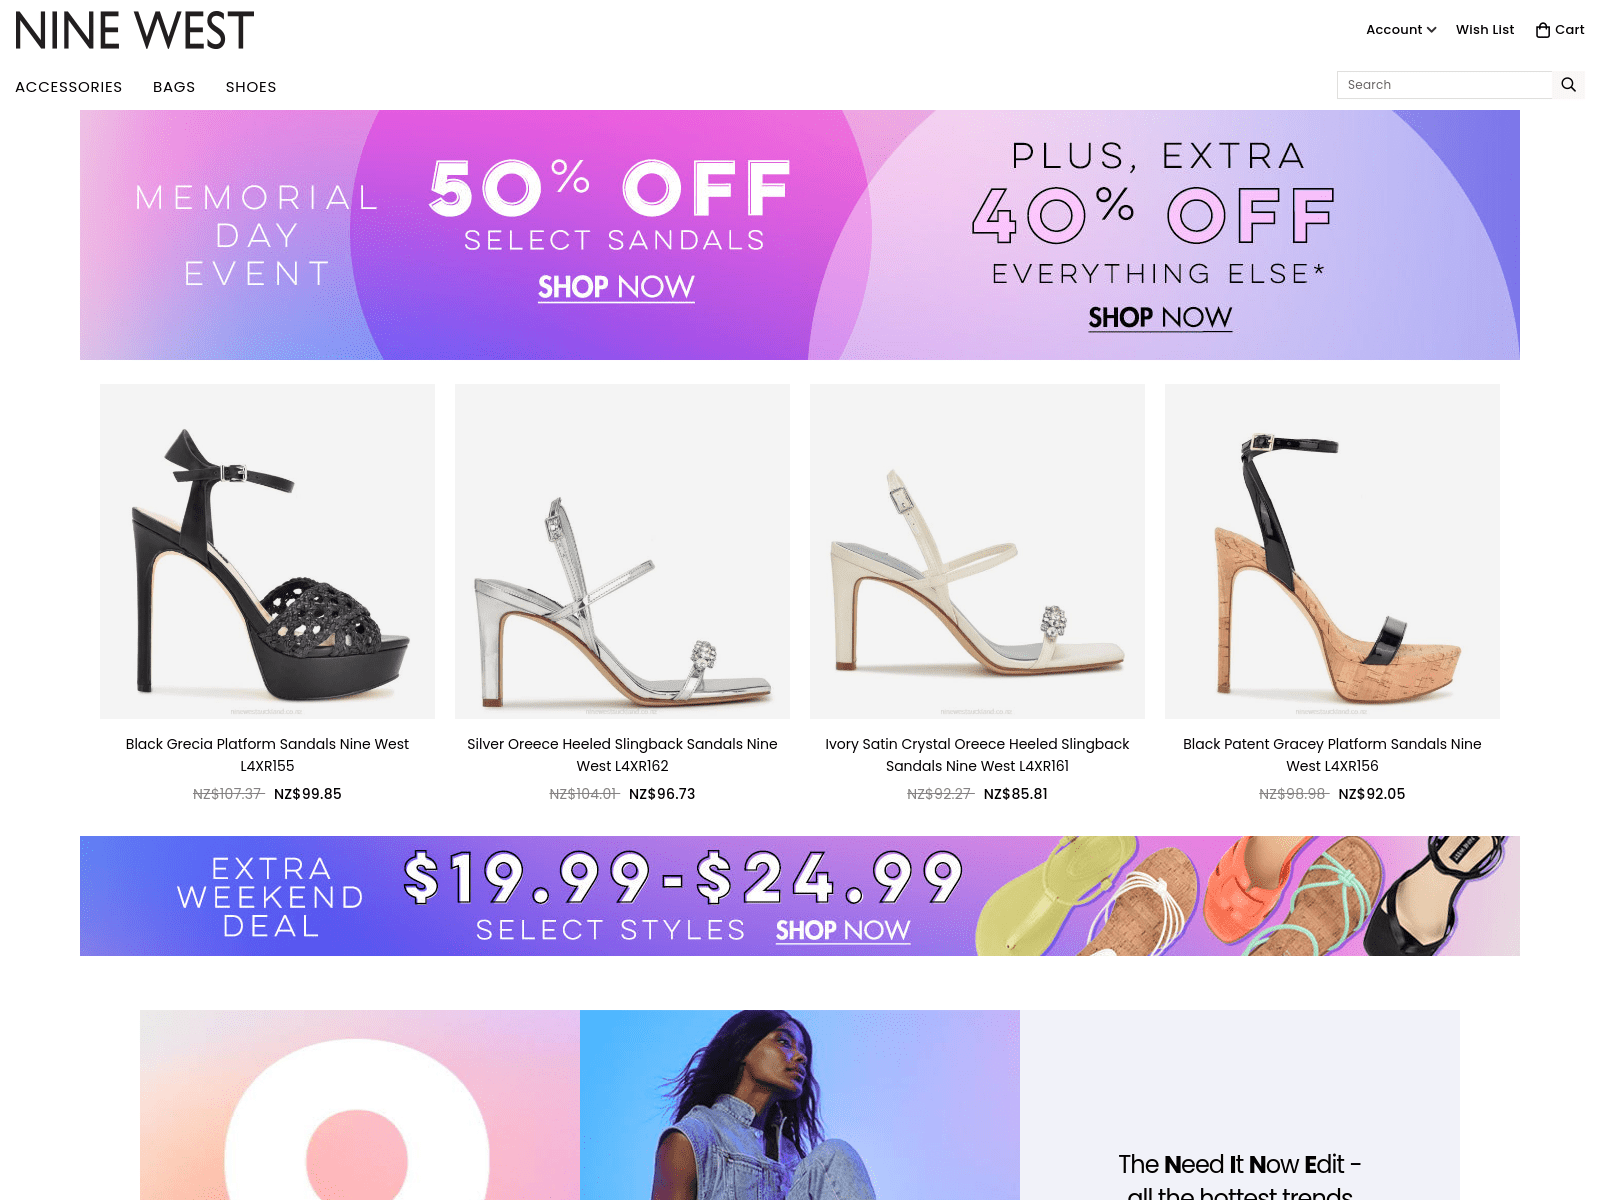 NINE WEST
Account
Wish List
Cart
ACCESSORIES
BAGS
SHOES
Search
MEMORIAL
DAY
EVENT
50% OFF
SELECT SANDALS
SHOP NOW
PLUS, EXTRA
40% OFF
EVERYTHING ELSE*
SHOP NOW
Black Grecia Platform Sandals Nine West
L4XR155
NZ$107.37 NZ$99.85
Silver Oreece Heeled Slingback Sandals Nine
West L4XR162
NZ$104.01 NZ$96.73
Ivory Satin Crystal Oreece Heeled Slingback
Sandals Nine West L4XR161
NZ$92.27 NZ$85.81
Black Patent Gracey Platform Sandals Nine
West L4XR156
NZ$98.98 NZ$92.05
EXTRA
WEEKEND
DEAL
$19.99-$24.99
SELECT STYLES SHOP NOW
The Need It Now Edit -
all the hottest trends